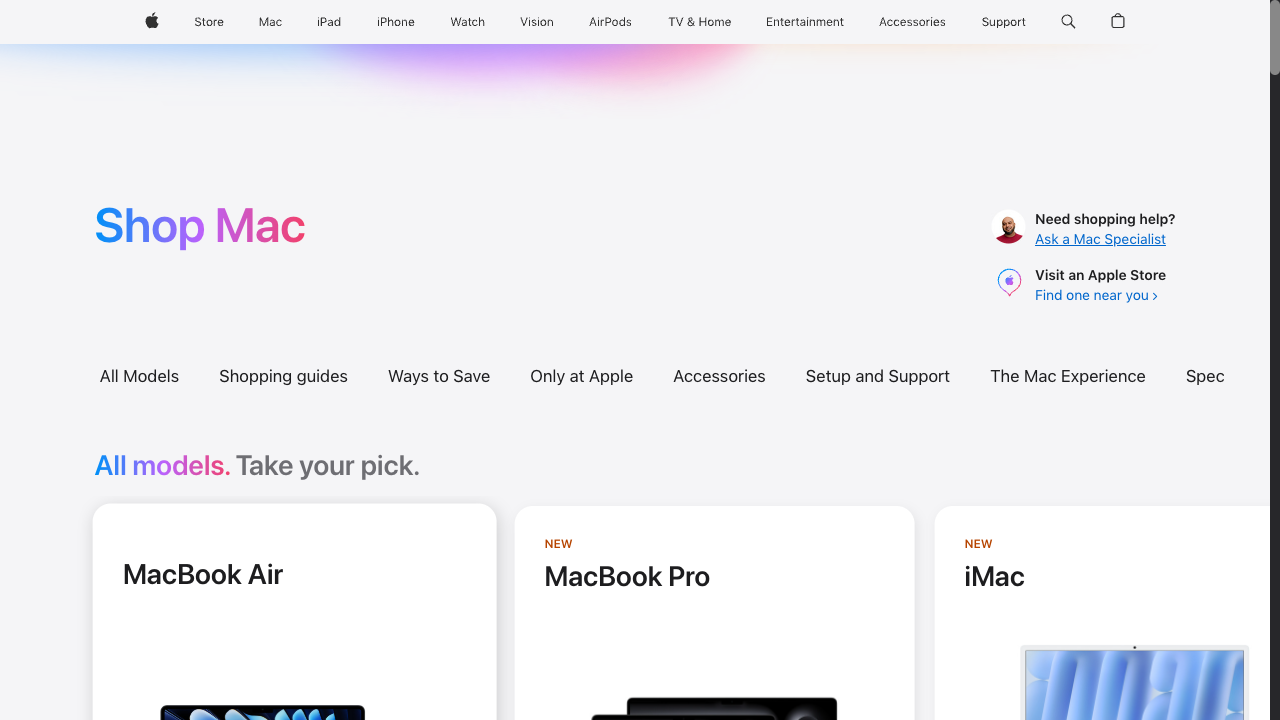 Store Mac iPad iPhone Watch Vision AirPods TV & Home Entertainment Accessories Support
Shop Mac
Need shopping help?
Ask a Mac Specialist
Visit an Apple Store
Find one near you >
All Models Shopping guides Ways to Save Only at Apple Accessories Setup and Support The Mac Experience Spec
All models. Take your pick.
MacBook Air
NEW
MacBook Pro
NEW
iMac